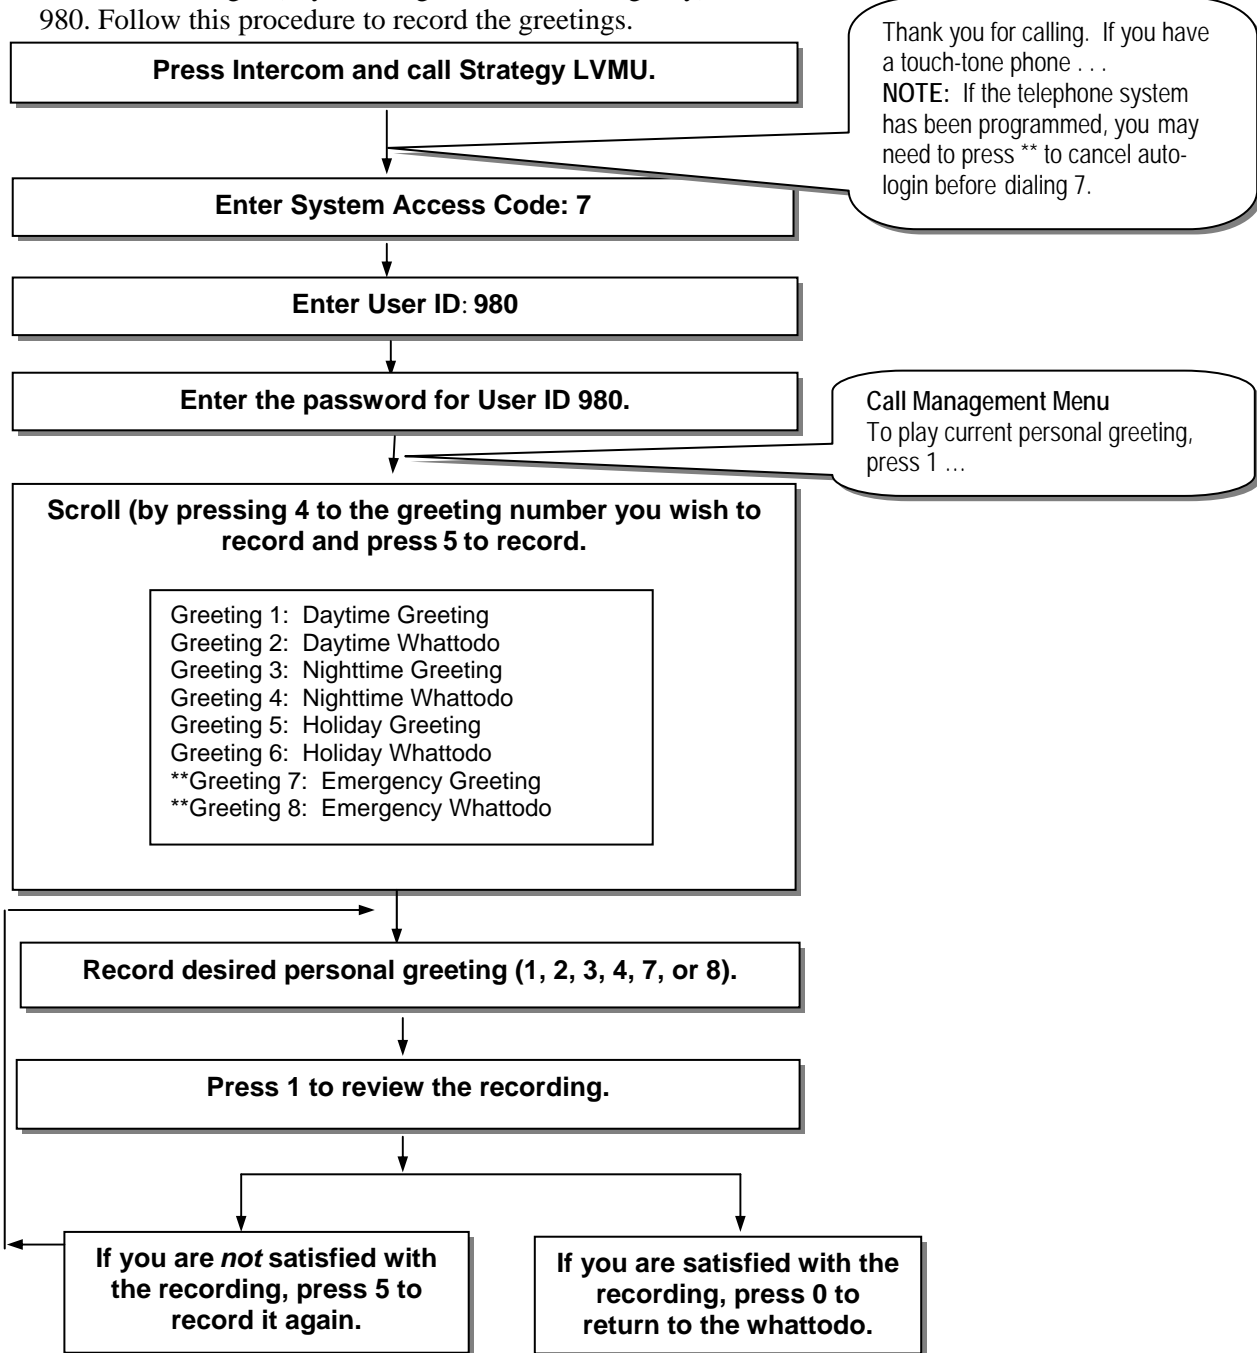 980. Follow this procedure to record the greetings.
Press Intercom and call Strategy LVMU.
Thank you for calling. If you have
a touch-tone phone . . .
NOTE: If the telephone system
has been programmed, you may
need to press ** to cancel auto-
login before dialing 7.
Enter System Access Code: 7
Enter User ID: 980
Enter the password for User ID 980.
Call Management Menu
To play current personal greeting,
press 1 ...
Scroll (by pressing 4 to the greeting number you wish to
record and press 5 to record.
Greeting 1: Daytime Greeting
Greeting 2: Daytime Whattodo
Greeting 3: Nighttime Greeting
Greeting 4: Nighttime Whattodo
Greeting 5: Holiday Greeting
Greeting 6: Holiday Whattodo
**Greeting 7: Emergency Greeting
**Greeting 8: Emergency Whattodo
Record desired personal greeting (1, 2, 3, 4, 7, or 8).
Press 1 to review the recording.
If you are not satisfied with
the recording, press 5 to
record it again.
If you are satisfied with the
recording, press 0 to
return to the whattodo.